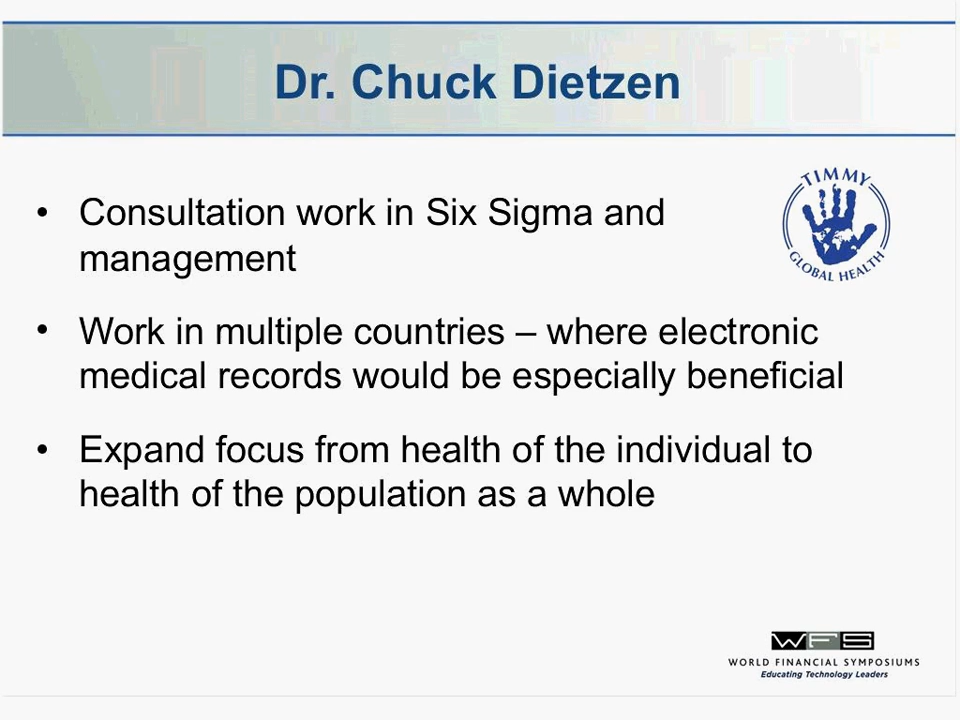 Dr. Chuck Dietzen
• Consultation work in Six Sigma and
management
TIMMY
GLOBAL HEALTH
• Work in multiple countries – where electronic
medical records would be especially beneficial
• Expand focus from health of the individual to
health of the population as a whole
WFS
WORLD FINANCIAL SYMPOSIUMS
Educating Technology Leaders